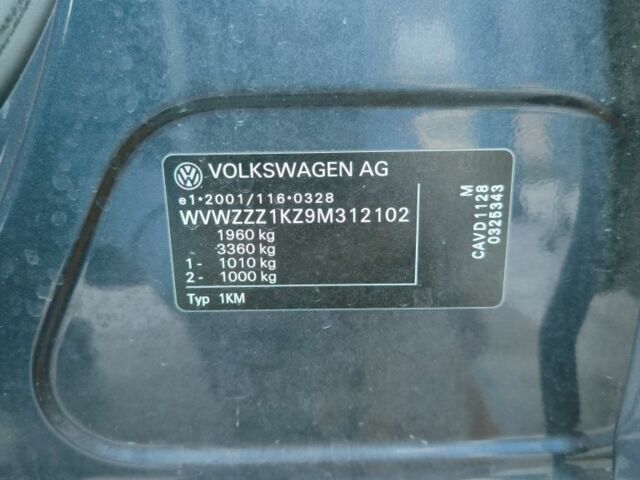 VOLKSWAGEN AG
e1*2001/116*0328
WVWZZZ1KZ9M312102
1960 kg
3360 kg
1- 1010 kg
2- 1000 kg
Typ 1KM
M
CAVD1128
0325343